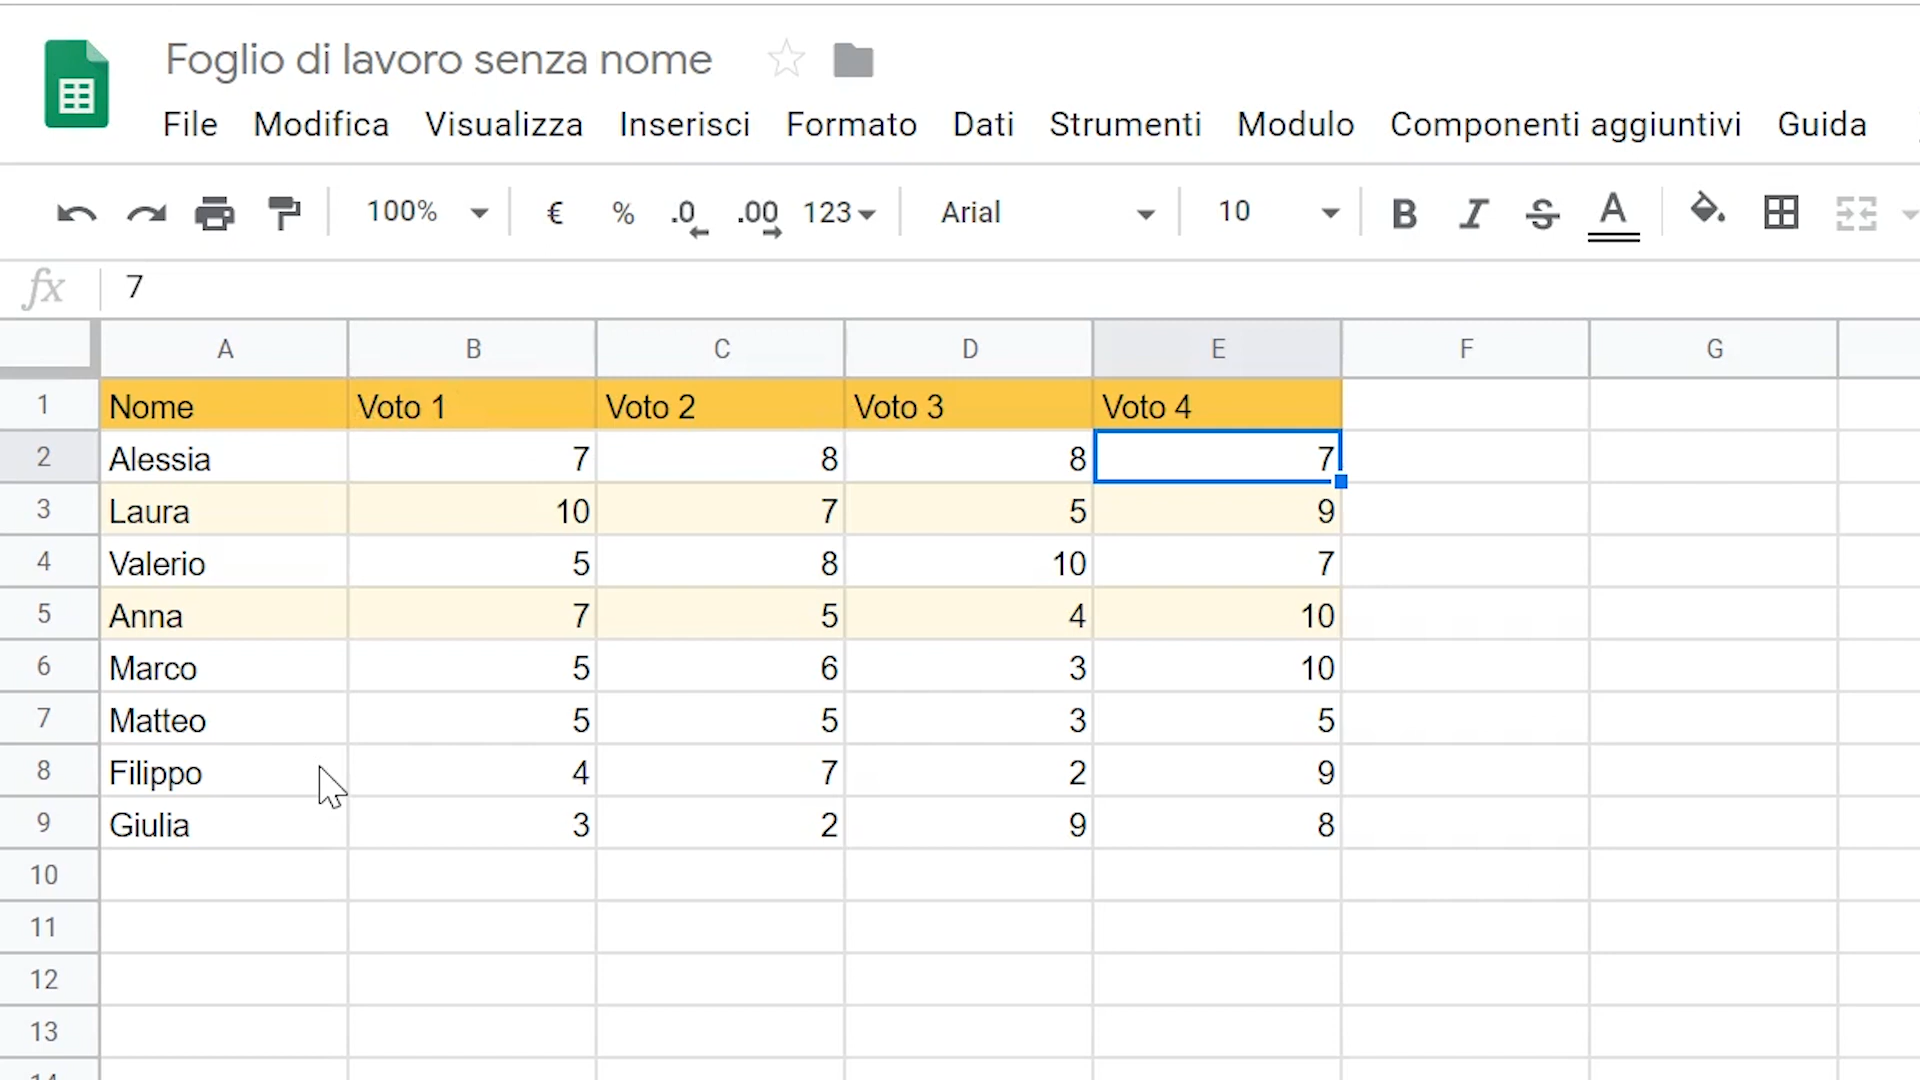 Foglio di lavoro senza nome
File Modifica Visualizza Inserisci Formato Dati Strumenti Modulo Componenti aggiuntivi Guida
100% € % .0 .00 123 Arial 10 B I S A
fx 7
A B C D E F G
1 Nome Voto 1 Voto 2 Voto 3 Voto 4
2 Alessia 7 8 8 7
3 Laura 10 7 5 9
4 Valerio 5 8 10 7
5 Anna 7 5 4 10
6 Marco 5 6 3 10
7 Matteo 5 5 3 5
8 Filippo 4 7 2 9
9 Giulia 3 2 9 8
10
11
12
13